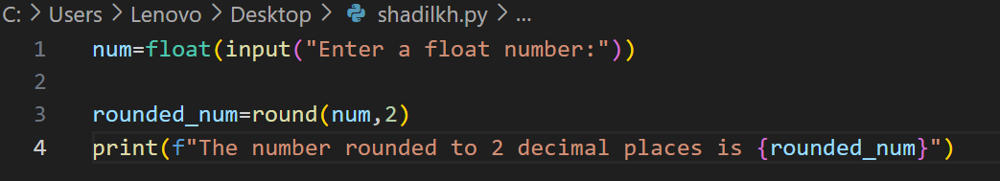 C: > Users > Lenovo > Desktop > shadilkh.py > ...
1 num=float(input("Enter a float number:"))
2
3 rounded_num=round(num,2)
4 print(f"The number rounded to 2 decimal places is {rounded_num}")